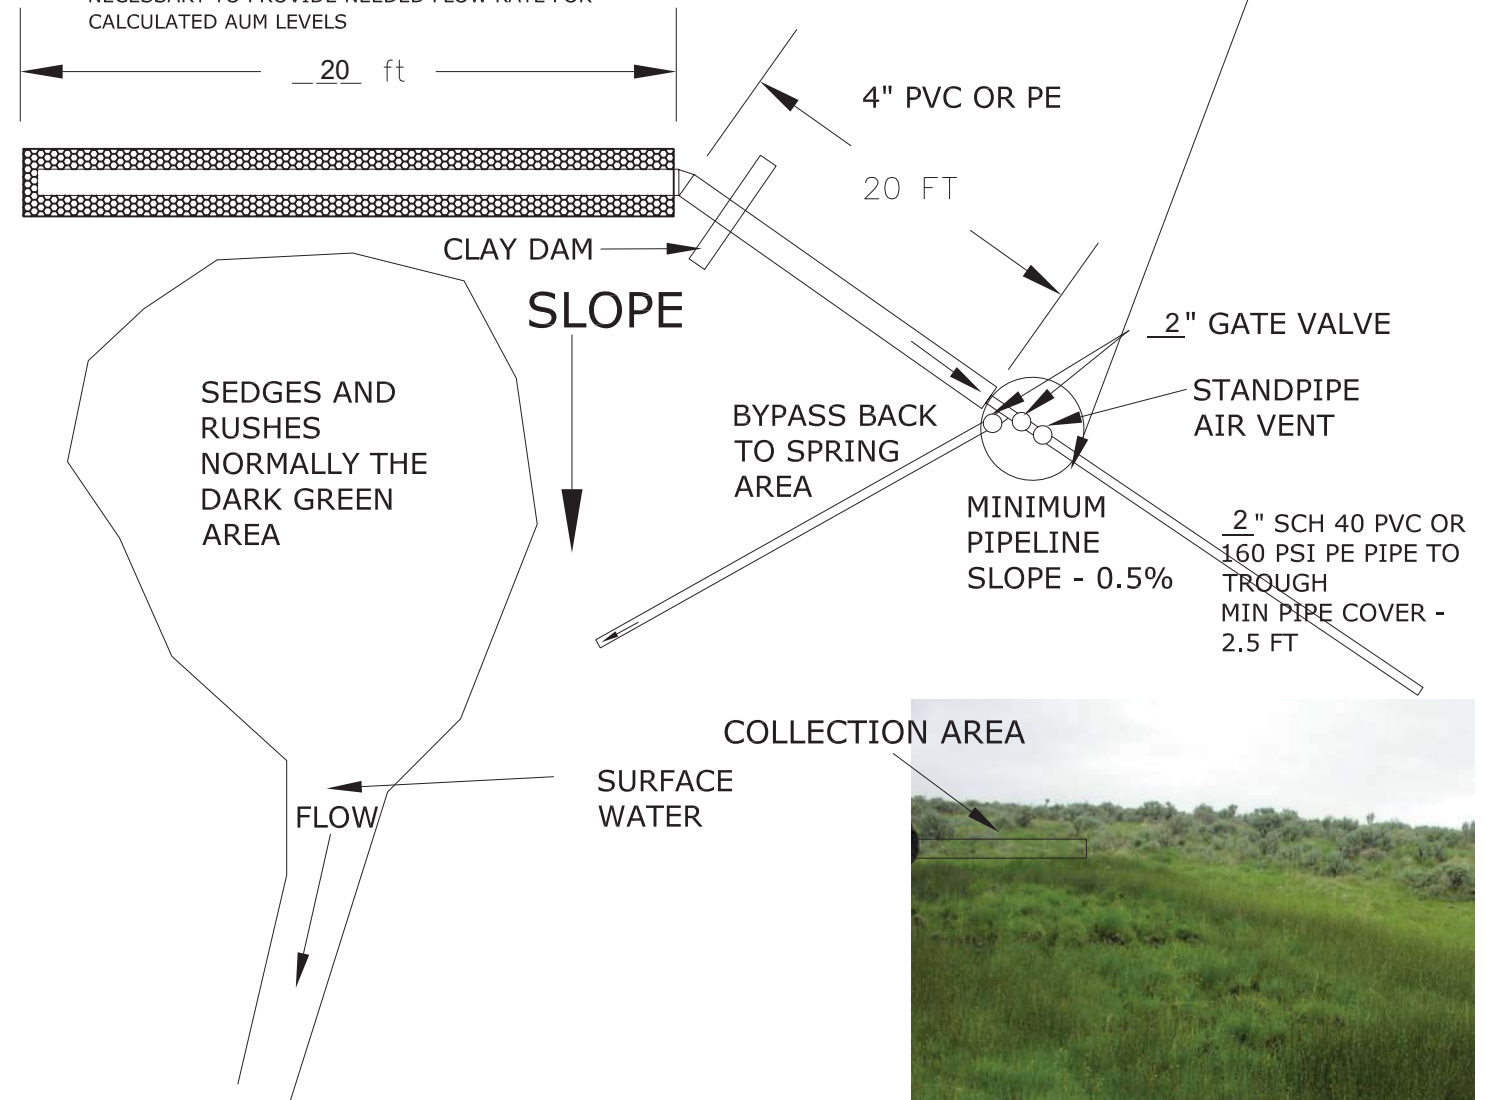 NECESSARY TO PROVIDE NEEDED FLOW RATE FOR
CALCULATED AUM LEVELS
20 ft
4" PVC OR PE
20 FT
CLAY DAM
SLOPE
2" GATE VALVE
STANDPIPE
AIR VENT
SEDGES AND
RUSHES
NORMALLY THE
DARK GREEN
AREA
BYPASS BACK
TO SPRING
AREA
MINIMUM
PIPELINE
SLOPE - 0.5%
2" SCH 40 PVC OR
160 PSI PE PIPE TO
TROUGH
MIN PIPE COVER -
2.5 FT
COLLECTION AREA
SURFACE
WATER
FLOW